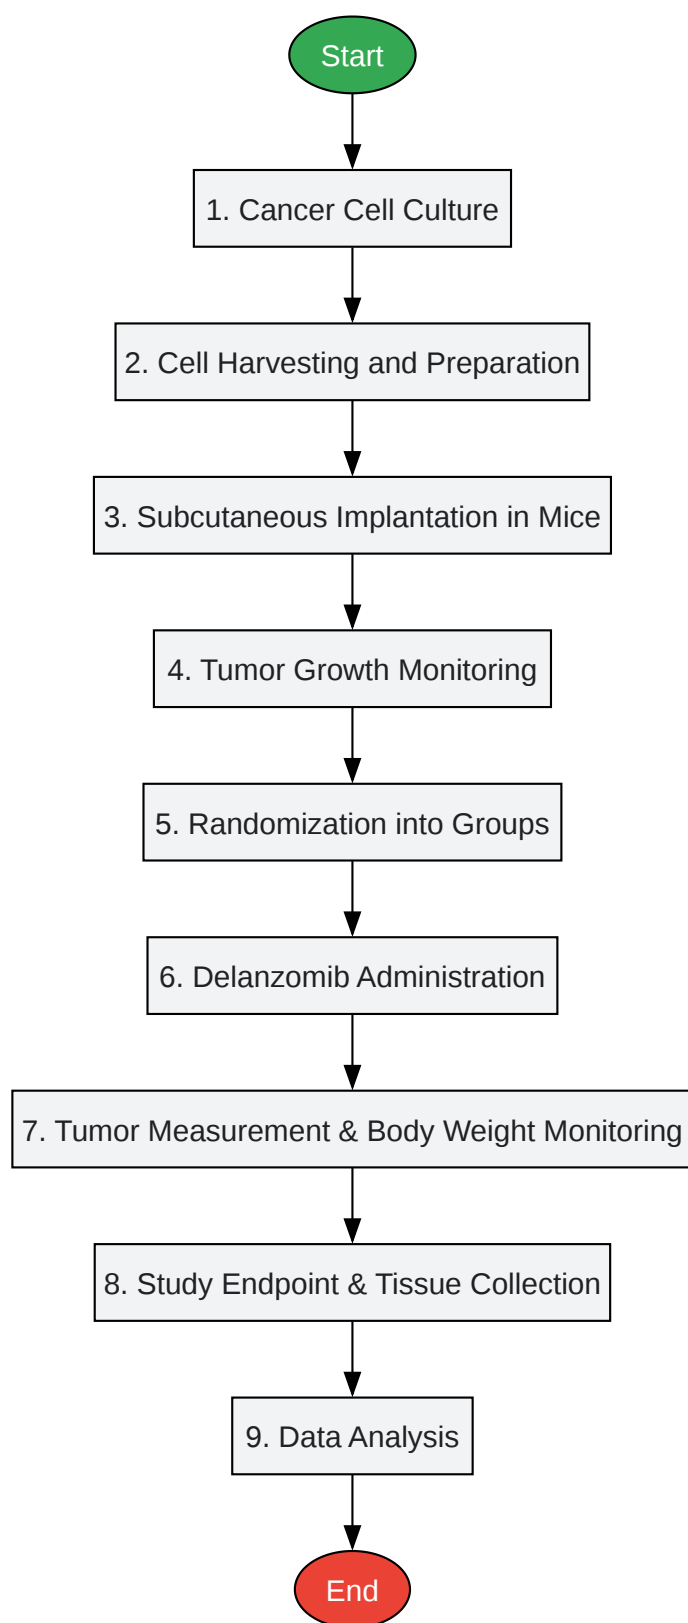 Start
1. Cancer Cell Culture
2. Cell Harvesting and Preparation
3. Subcutaneous Implantation in Mice
4. Tumor Growth Monitoring
5. Randomization into Groups
6. Delanzomib Administration
7. Tumor Measurement & Body Weight Monitoring
8. Study Endpoint & Tissue Collection
9. Data Analysis
End